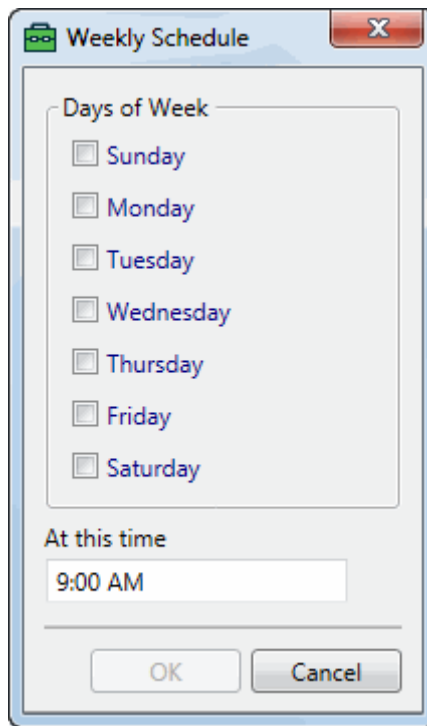 Weekly Schedule
Days of Week
Sunday
Monday
Tuesday
Wednesday
Thursday
Friday
Saturday
At this time
9:00 AM
OK Cancel